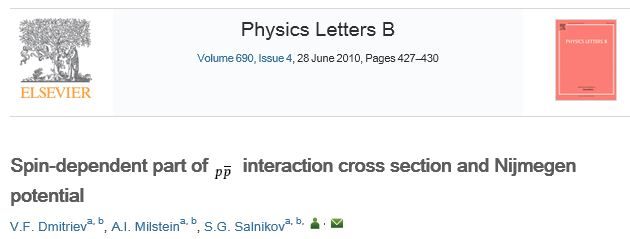 Physics Letters B
Volume 690, Issue 4, 28 June 2010, Pages 427–430
ELSEVIER
PHYSICS LETTERS B
Spin-dependent part of pp̅ interaction cross section and Nijmegen
potential
V.F. Dmitriev a, b, A.I. Milstein a, b, S.G. Salnikov a, b,